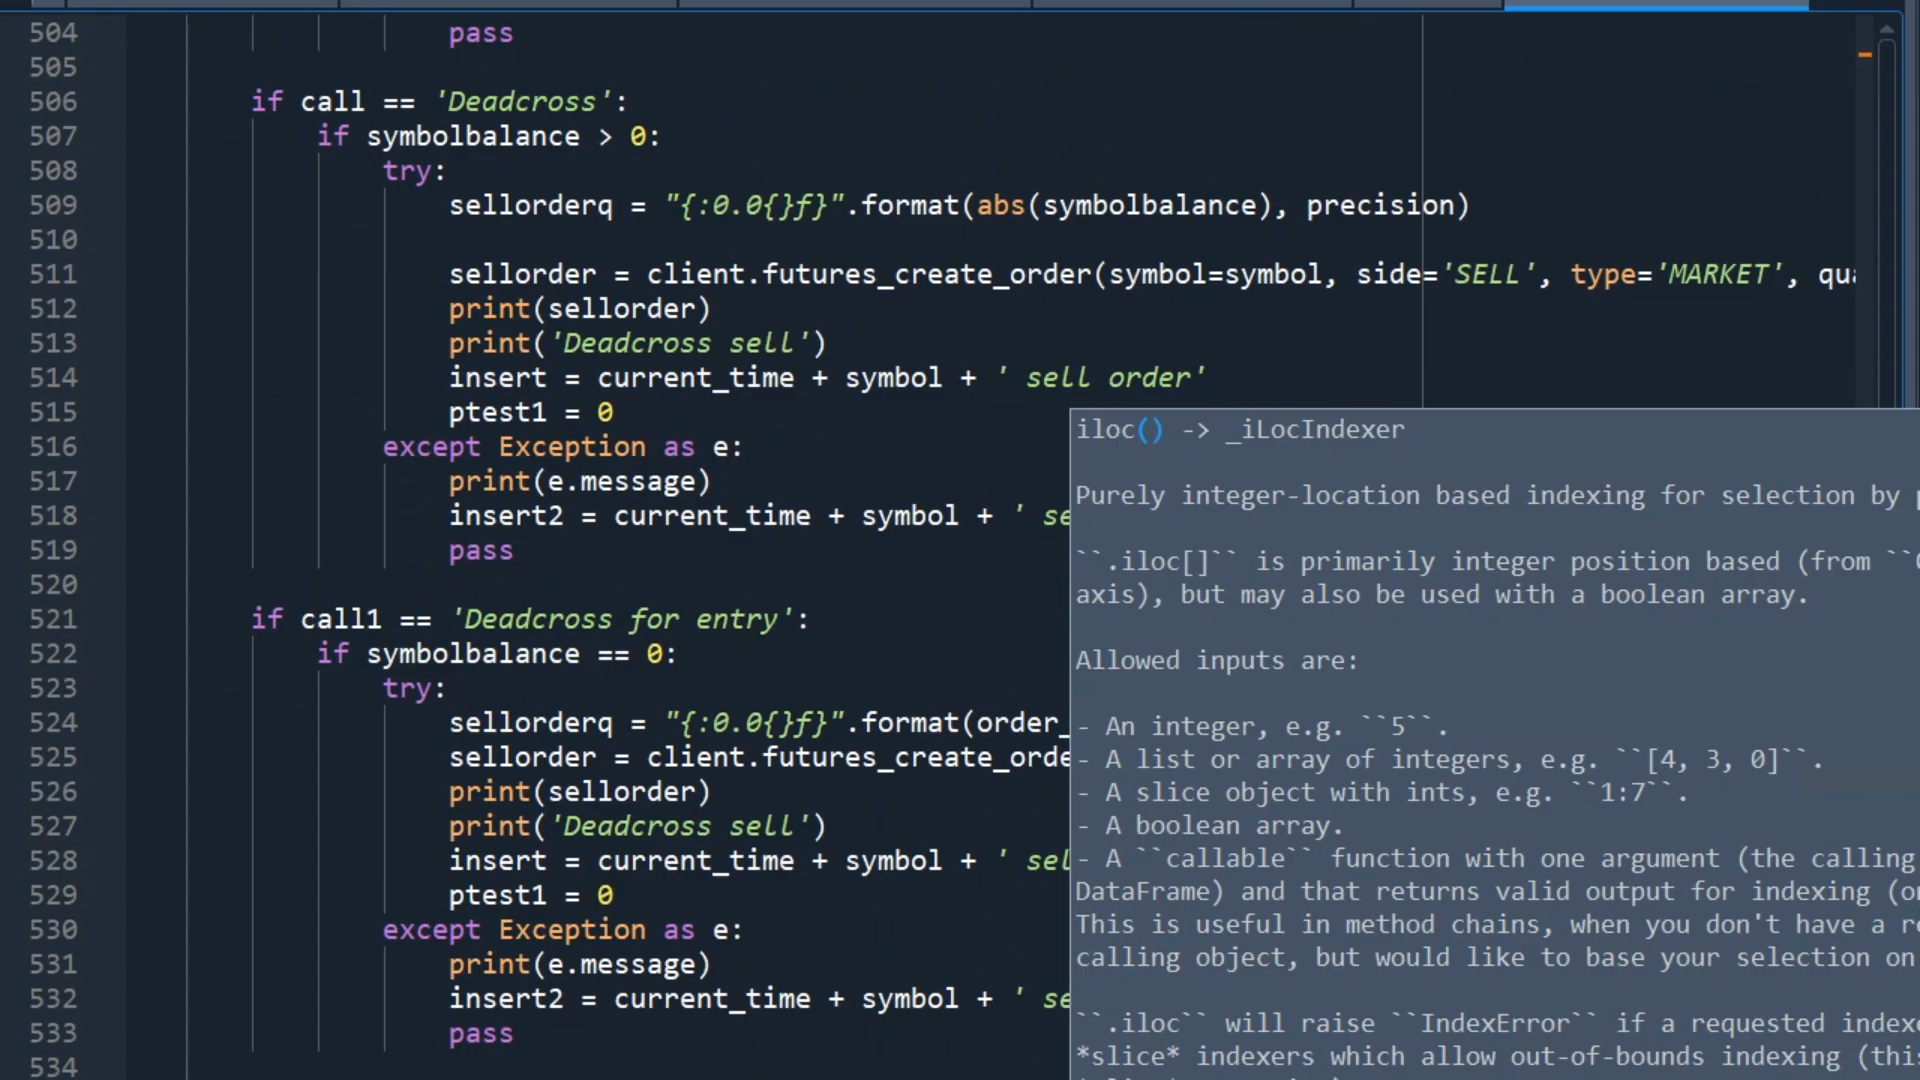 504 pass
505
506 if call == 'Deadcross':
507 if symbolbalance > 0:
508 try:
509 sellorderq = "{:0.0{}f}".format(abs(symbolbalance), precision)
510
511 sellorder = client.futures_create_order(symbol=symbol, side='SELL', type='MARKET',
512 print(sellorder)
513 print('Deadcross sell')
514 insert = current_time + symbol + ' sell order'
515 ptest1 = 0
516 except Exception as e:
517 print(e.message)
518 insert2 = current_time + symbol + '
519 pass
520
521 if call1 == 'Deadcross for entry':
522 if symbolbalance == 0:
523 try:
524 sellorderq = "{:0.0{}f}".format(order_
525 sellorder = client.futures_create_orde
526 print(sellorder)
527 print('Deadcross sell')
528 insert = current_time + symbol + ' sel
529 ptest1 = 0
530 except Exception as e:
531 print(e.message)
532 insert2 = current_time + symbol + '
533 pass
534
iloc() -> _iLocIndexer
Purely integer-location based indexing for selection by
``.iloc[]`` is primarily integer position based (from
axis), but may also be used with a boolean array.
Allowed inputs are:
- An integer, e.g. ``5``.
- A list or array of integers, e.g. ``[4, 3, 0]``.
- A slice object with ints, e.g. ``1:7``.
- A boolean array.
- A ``callable`` function with one argument (the calling
DataFrame) and that returns valid output for indexing
This is useful in method chains, when you don't have a
calling object, but would like to base your selection on
``.iloc`` will raise ``IndexError`` if a requested
*slice* indexers which allow out-of-bounds indexing